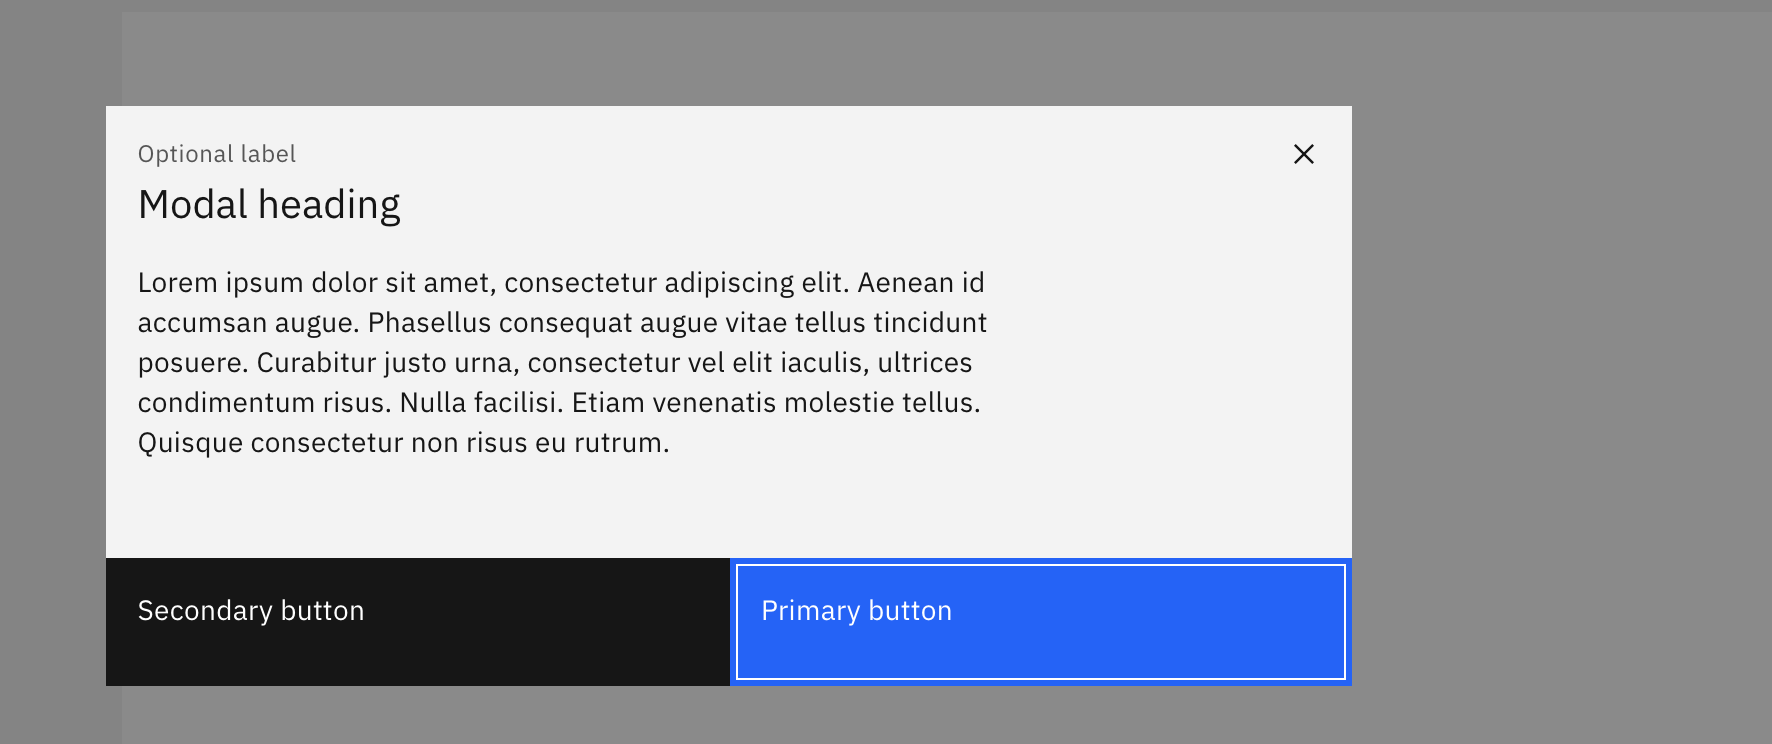 Optional label
Modal heading
Lorem ipsum dolor sit amet, consectetur adipiscing elit. Aenean id
accumsan augue. Phasellus consequat augue vitae tellus tincidunt
posuere. Curabitur justo urna, consectetur vel elit iaculis, ultrices
condimentum risus. Nulla facilisi. Etiam venenatis molestie tellus.
Quisque consectetur non risus eu rutrum.
Secondary button
Primary button